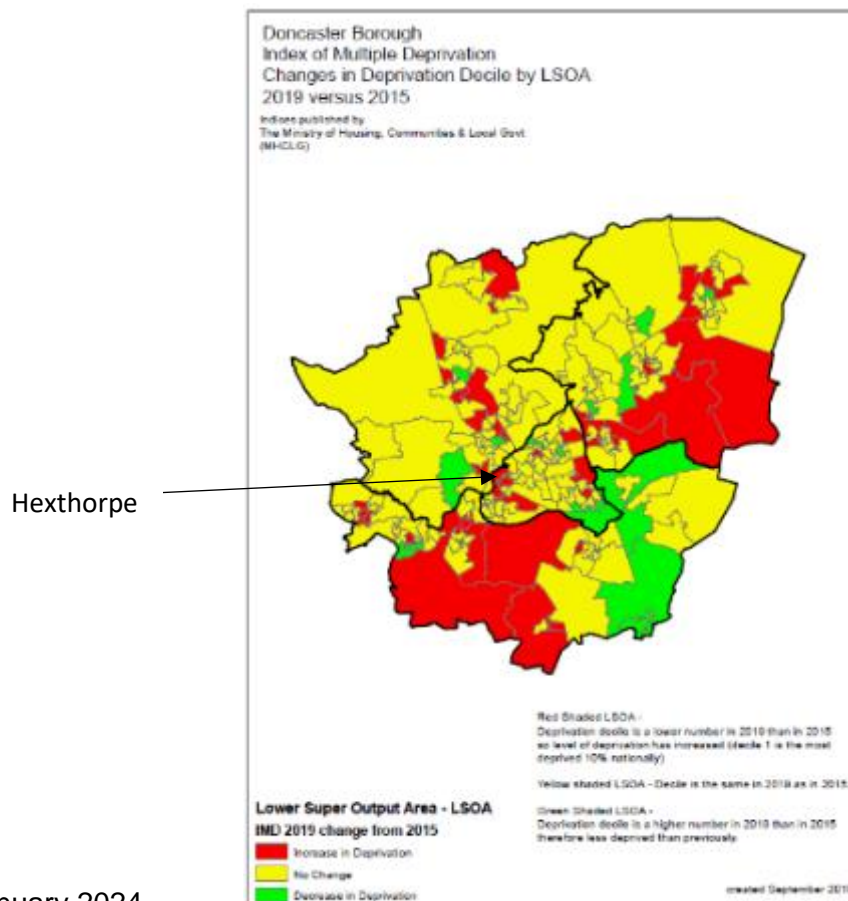 Doncaster Borough
Index of Multiple Deprivation
Changes in Deprivation Decile by LSOA
2019 versus 2015
Indices published by
The Ministry of Housing, Communities & Local Govt
(MHCLG)
Hexthorpe
Red Shaded LSOA -
Deprivation decile is a lower number in 2019 than in 2015
so level of deprivation has increased (decile 1 is the most
deprived 10% nationally)
Yellow shaded LSOA - Decile is the same in 2019 as in 2015
Green Shaded LSOA -
Deprivation decile is a higher number in 2019 than in 2015
therefore less deprived than previously.
Lower Super Output Area - LSOA
IMD 2019 change from 2015
Increase in Deprivation
No Change
Decrease in Deprivation
created September 201
2024